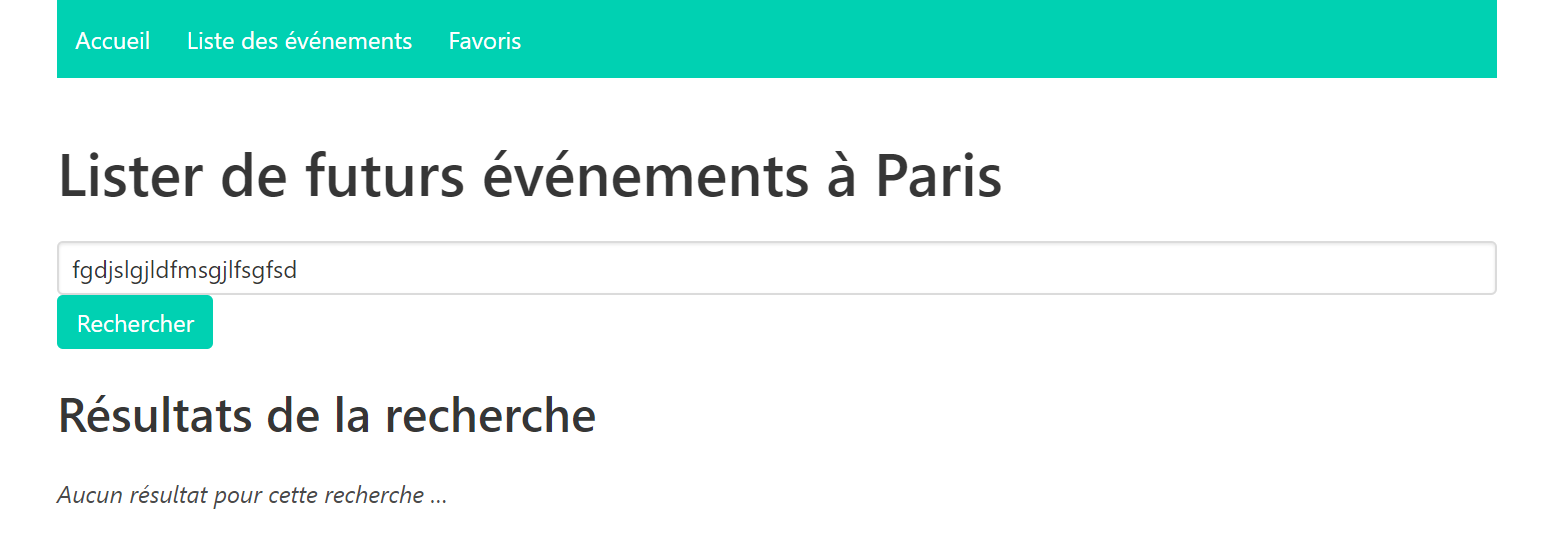 Accueil Liste des événements Favoris
Lister de futurs événements à Paris
fgdjslgjldfmsgjlfsgfsd
Rechercher
Résultats de la recherche
Aucun résultat pour cette recherche ...